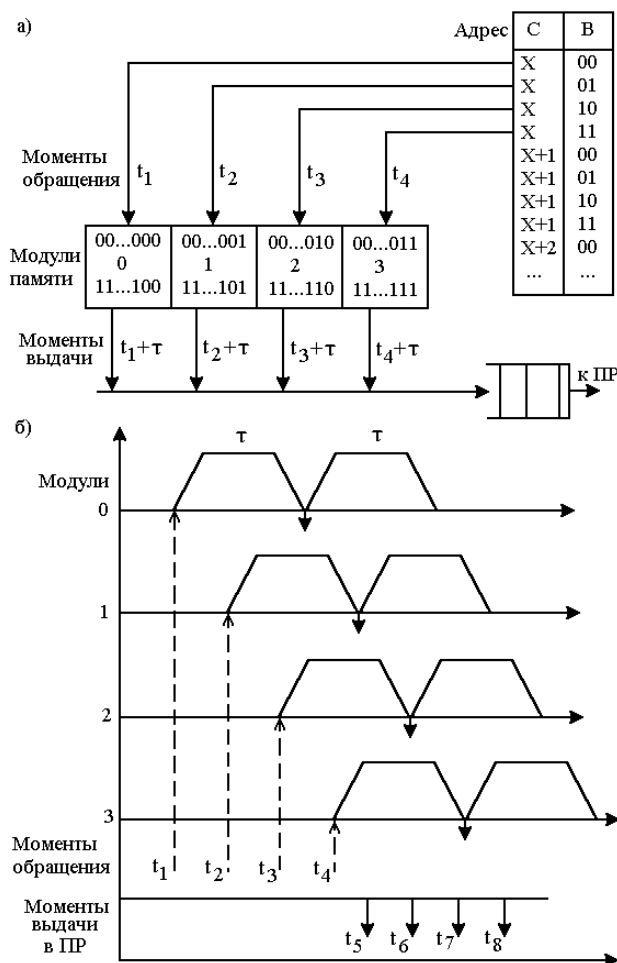 а)
Адрес C B
X 00
X 01
X 10
X 11
X+1 00
X+1 01
X+1 10
X+1 11
X+2 00
... ...
Моменты
обращения
t1 t2 t3 t4
Модули
памяти
00...000 00...001 00...010 00...011
0 1 2 3
11...100 11...101 11...110 11...111
Моменты
выдачи
t1+τ t2+τ t3+τ t4+τ
к ПР
б)
τ τ
Модули
0
1
2
3
Моменты
обращения
t1 t2 t3 t4
Моменты
выдачи
в ПР
t5 t6 t7 t8